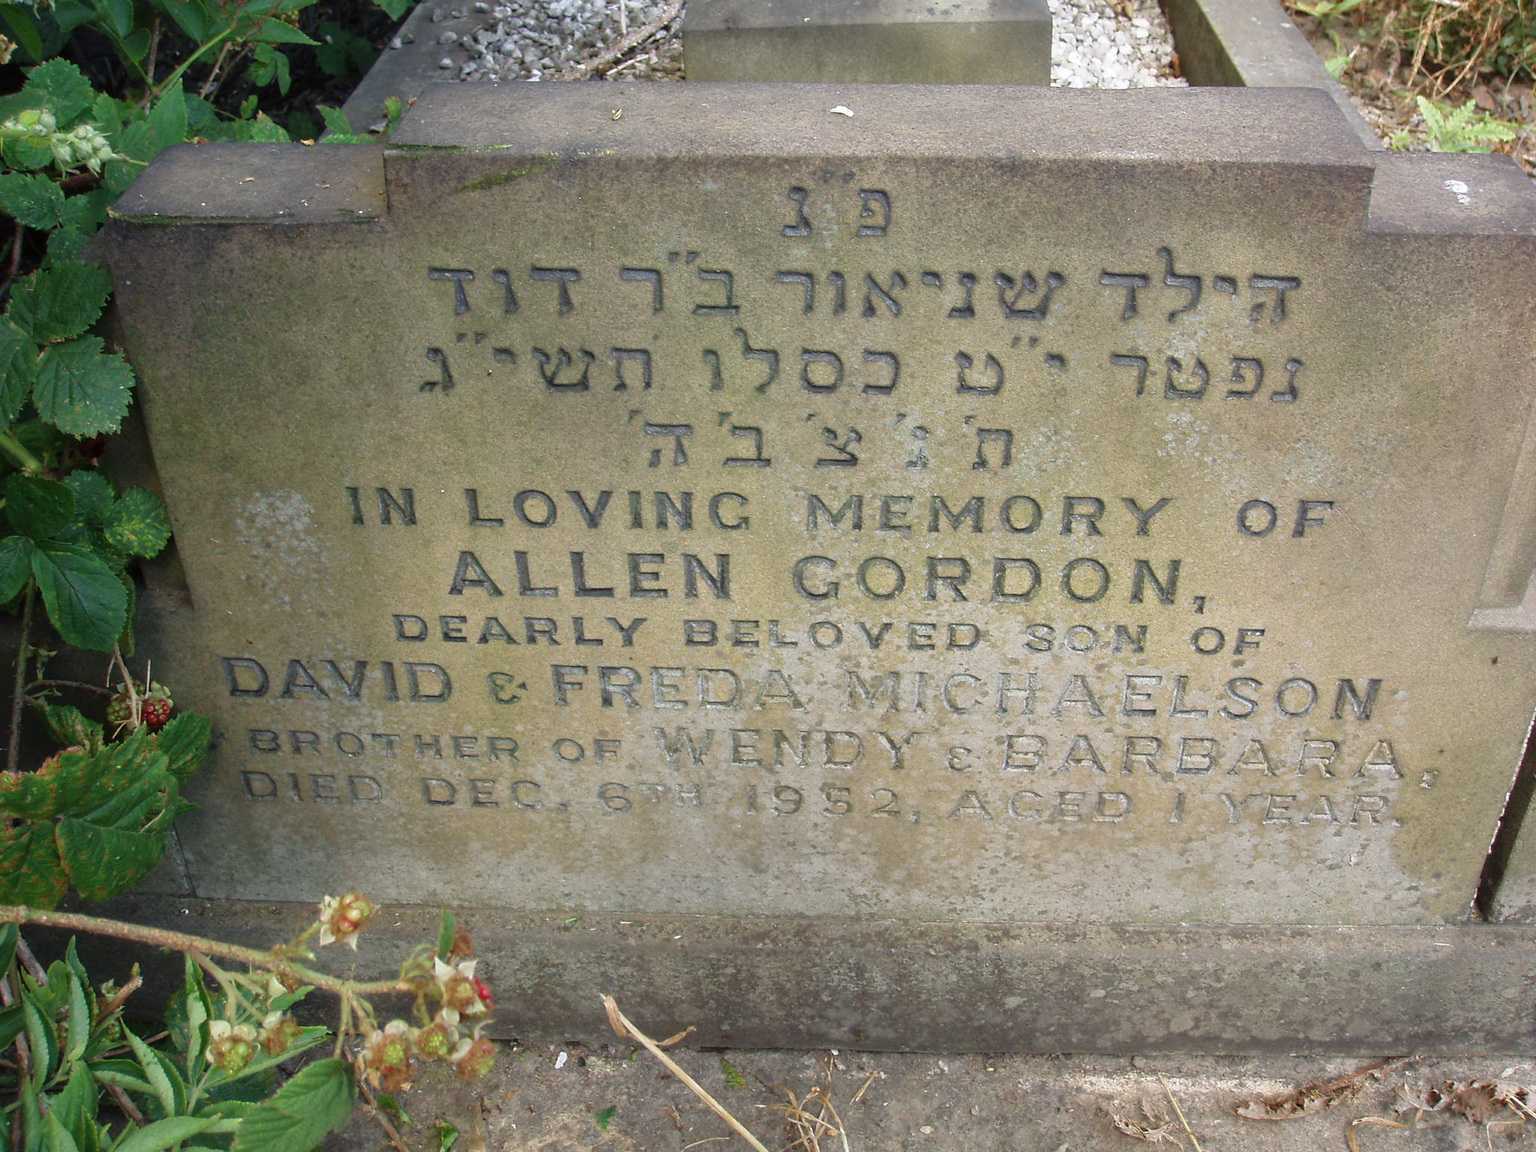 פ״נ
הילד שניאור ב״ר דוד
נפטר י״ט כסלו תשי״ג
ת׳ נ׳ צ׳ ב׳ ה׳
IN LOVING MEMORY OF
ALLEN GORDON,
DEARLY BELOVED SON OF
DAVID & FREDA MICHAELSON
BROTHER OF WENDY & BARBARA,
DIED DEC. 6TH 1952, AGED 1 YEAR.